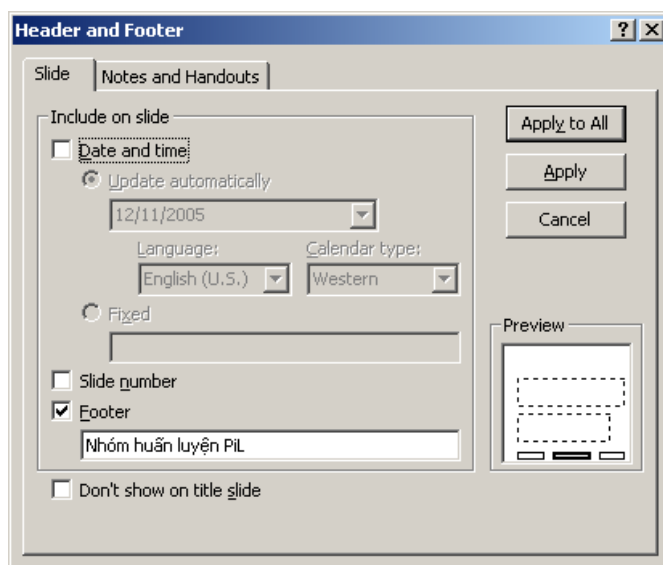 Header and Footer
Slide
Notes and Handouts
Include on slide
Date and time
Update automatically
12/11/2005
Language:
Calendar type:
English (U.S.)
Western
Fixed
Slide number
Footer
Nhóm huấn luyện PiL
Don't show on title slide
Apply to All
Apply
Cancel
Preview